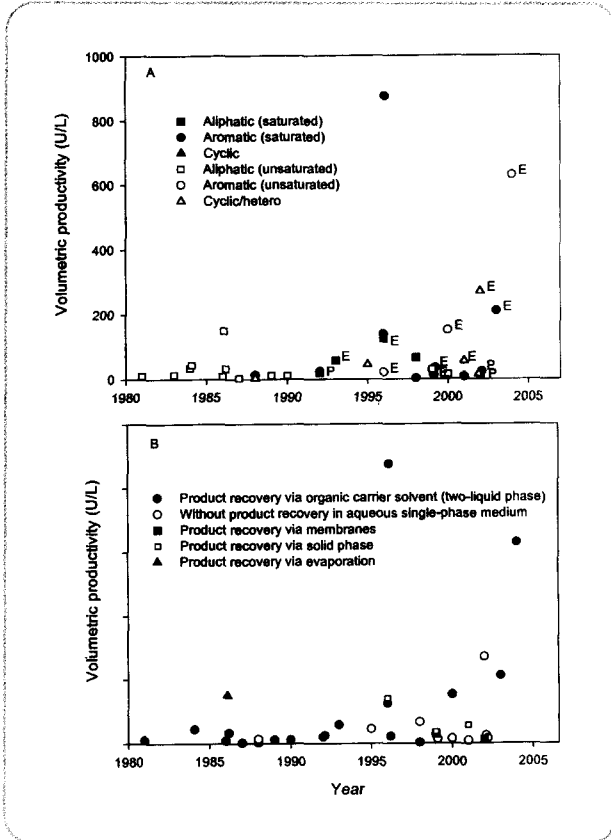 A
1000
800
600
400
200
0
Volumetric productivity (U/L)
Aliphatic (saturated)
Aromatic (saturated)
Cyclic
Aliphatic (unsaturated)
Aromatic (unsaturated)
Cyclic/hetero
E
E
E
E
E
E
P
E
E
E
P
1980 1985 1990 1995 2000 2005
B
Volumetric productivity (U/L)
Product recovery via organic carrier solvent (two-liquid phase)
Without product recovery in aqueous single-phase medium
Product recovery via membranes
Product recovery via solid phase
Product recovery via evaporation
1980 1985 1990 1995 2000 2005
Year